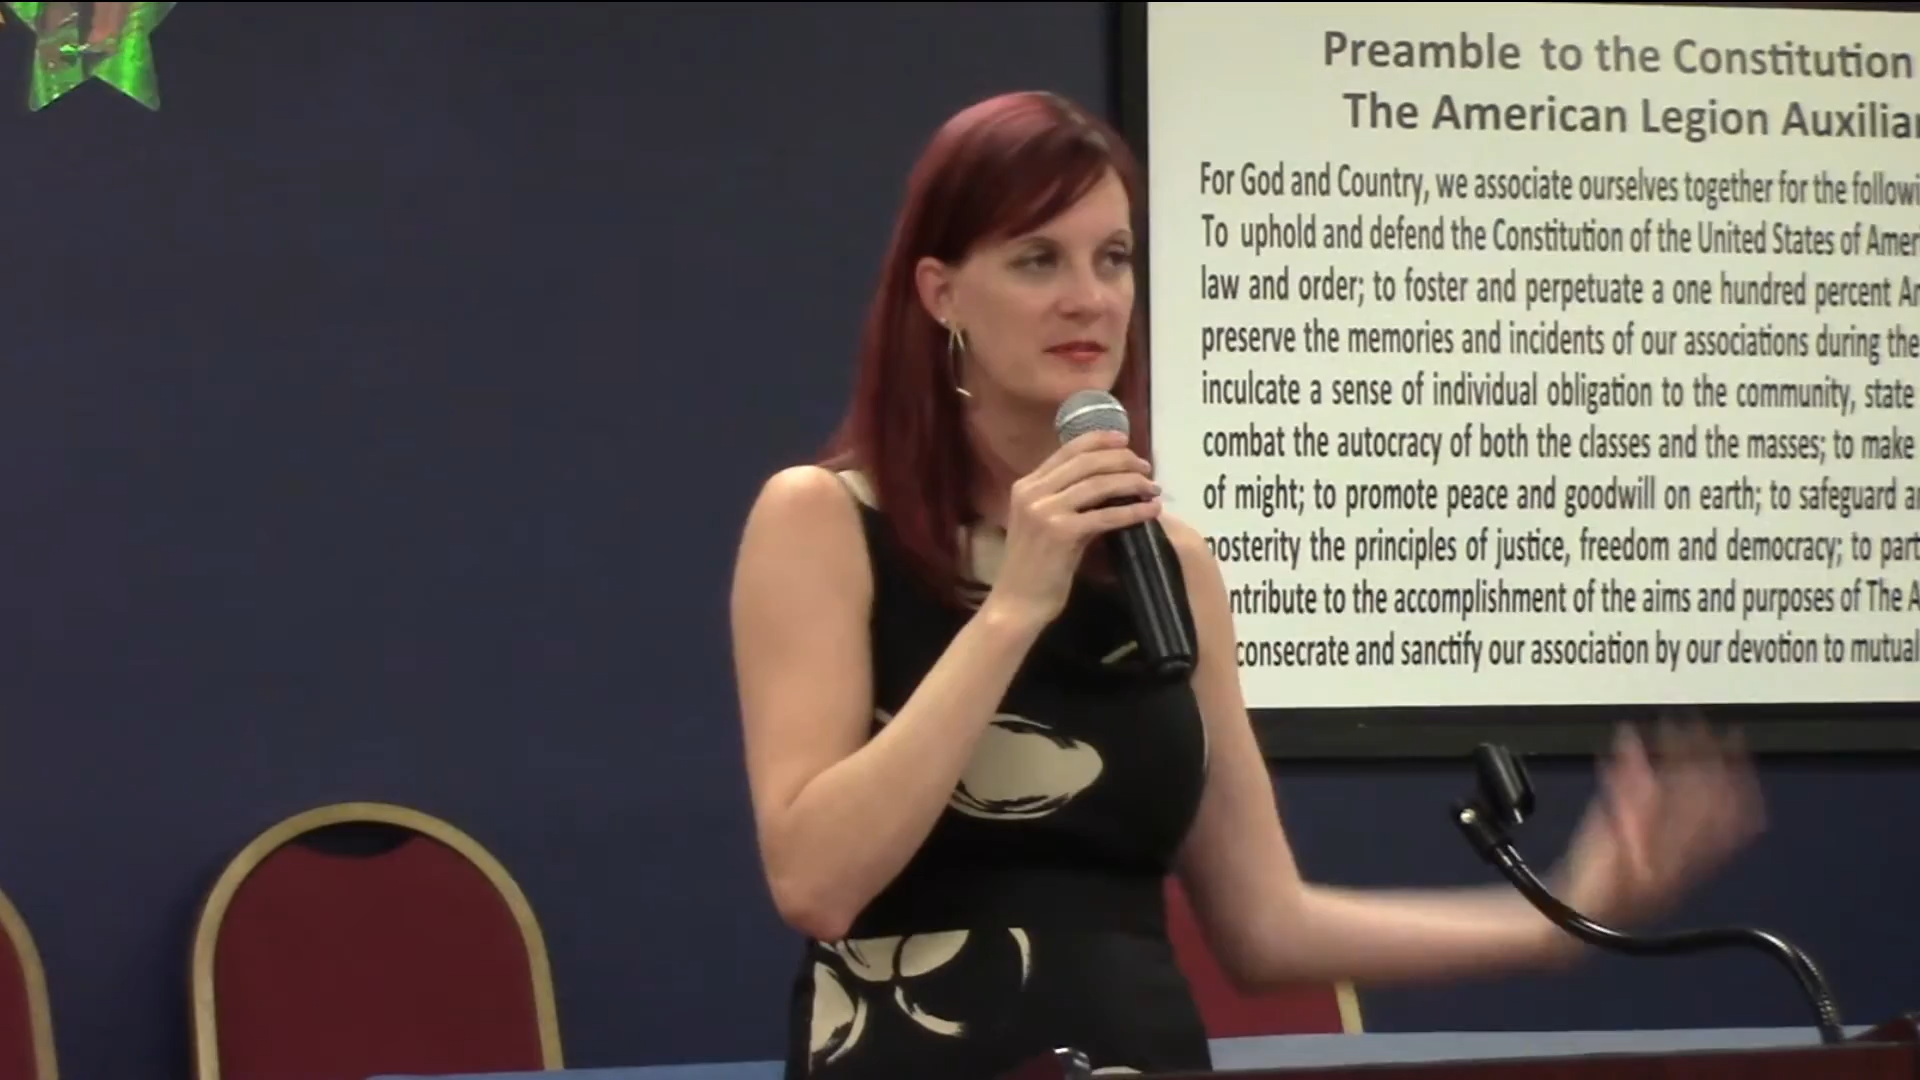 Preamble to the Constitution
The American Legion Auxiliar
For God and Country, we associate ourselves together for the followi
To uphold and defend the Constitution of the United States of Amer
law and order; to foster and perpetuate a one hundred percent Ar
preserve the memories and incidents of our associations during the
inculcate a sense of individual obligation to the community, state
combat the autocracy of both the classes and the masses; to make
of might; to promote peace and goodwill on earth; to safeguard a
posterity the principles of justice, freedom and democracy; to part
ntribute to the accomplishment of the aims and purposes of The A
consecrate and sanctify our association by our devotion to mutual